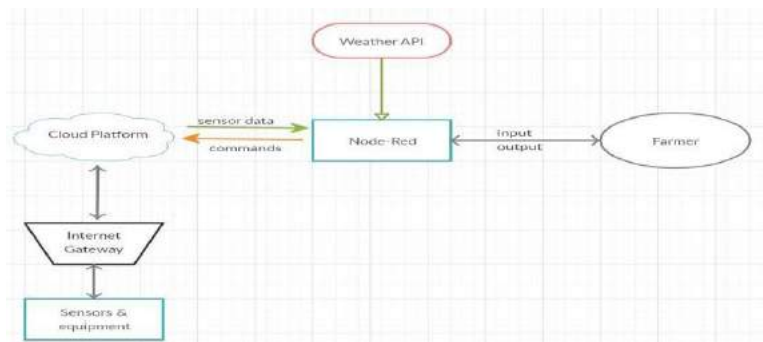 Weather API
sensor data
Cloud Platform
commands
Node-Red
input
output
Farmer
Internet
Gateway
Sensors &
equipment